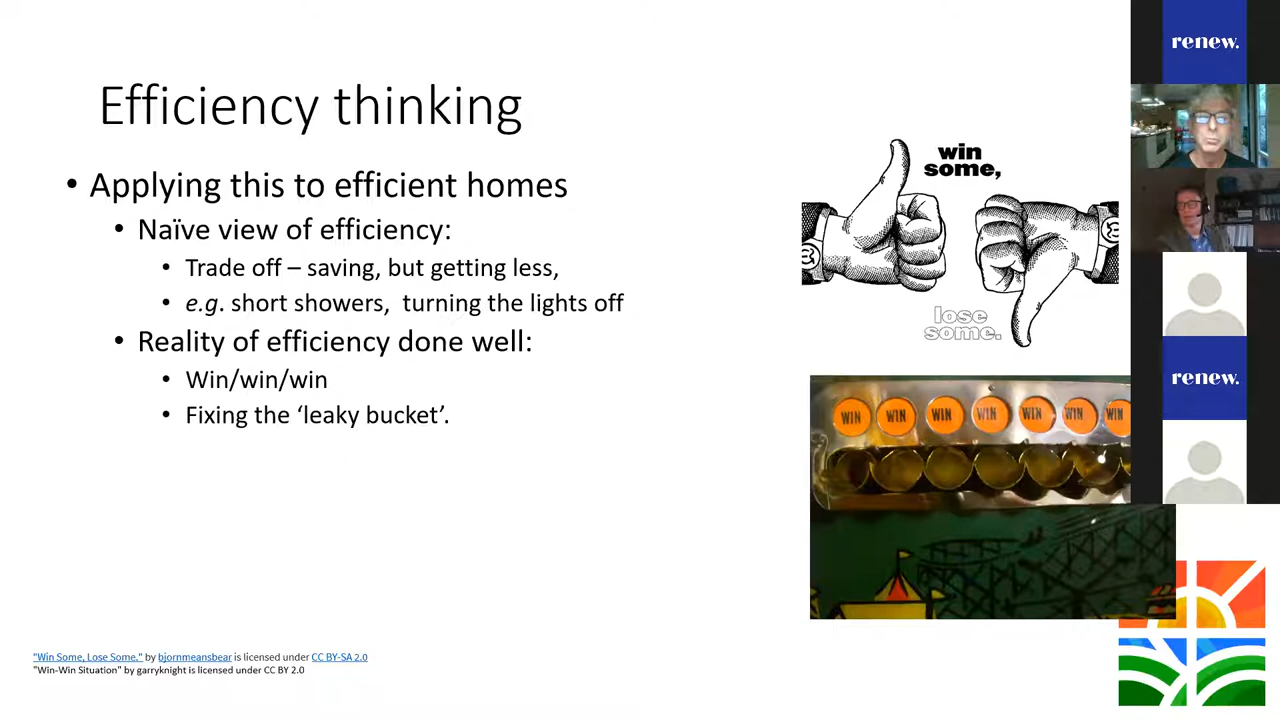 Efficiency thinking
• Applying this to efficient homes
• Naïve view of efficiency:
• Trade off – saving, but getting less,
• e.g. short showers, turning the lights off
• Reality of efficiency done well:
• Win/win/win
• Fixing the ‘leaky bucket’.
win
some,
lose
some.
WIN WIN WIN WIN WIN WIN WIN
"Win Some, Lose Some." by bjornmeansbear is licensed under CC BY-SA 2.0
"Win-Win Situation" by garryknight is licensed under CC BY 2.0
renew.
renew.